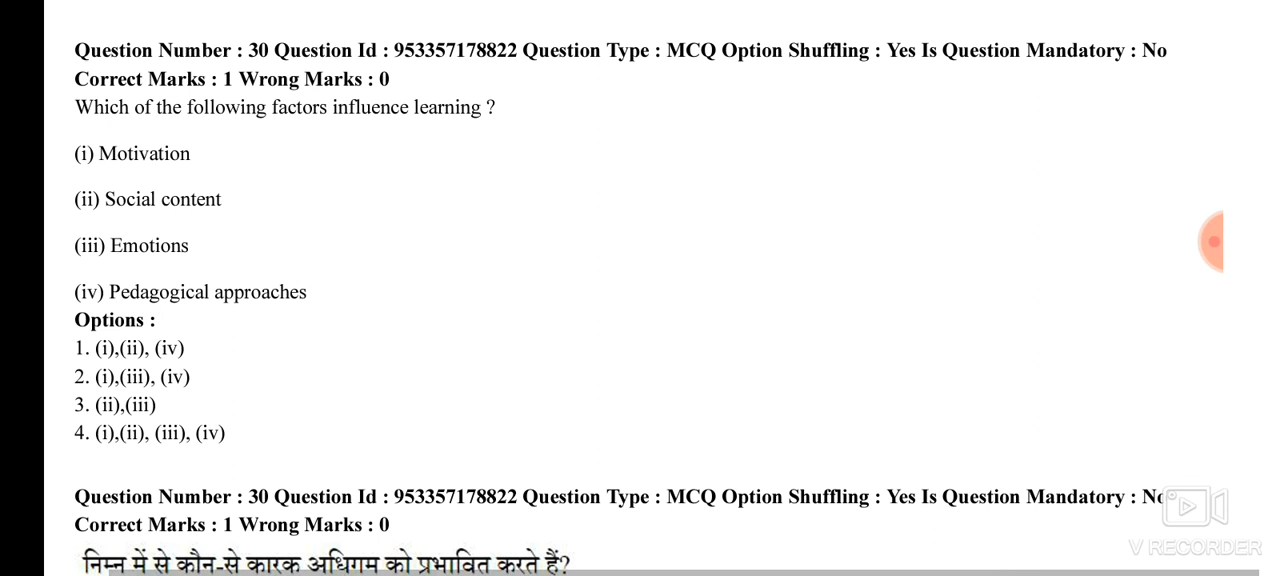 Question Number : 30 Question Id : 953357178822 Question Type : MCQ Option Shuffling : Yes Is Question Mandatory : No
Correct Marks : 1 Wrong Marks : 0
Which of the following factors influence learning ?
(i) Motivation
(ii) Social content
(iii) Emotions
(iv) Pedagogical approaches
Options :
1. (i),(ii), (iv)
2. (i),(iii), (iv)
3. (ii),(iii)
4. (i),(ii), (iii), (iv)
Question Number : 30 Question Id : 953357178822 Question Type : MCQ Option Shuffling : Yes Is Question Mandatory : No
Correct Marks : 1 Wrong Marks : 0
निम्न में से कौन-से कारक अधिगम को प्रभावित करते हैं?
V RECORDER